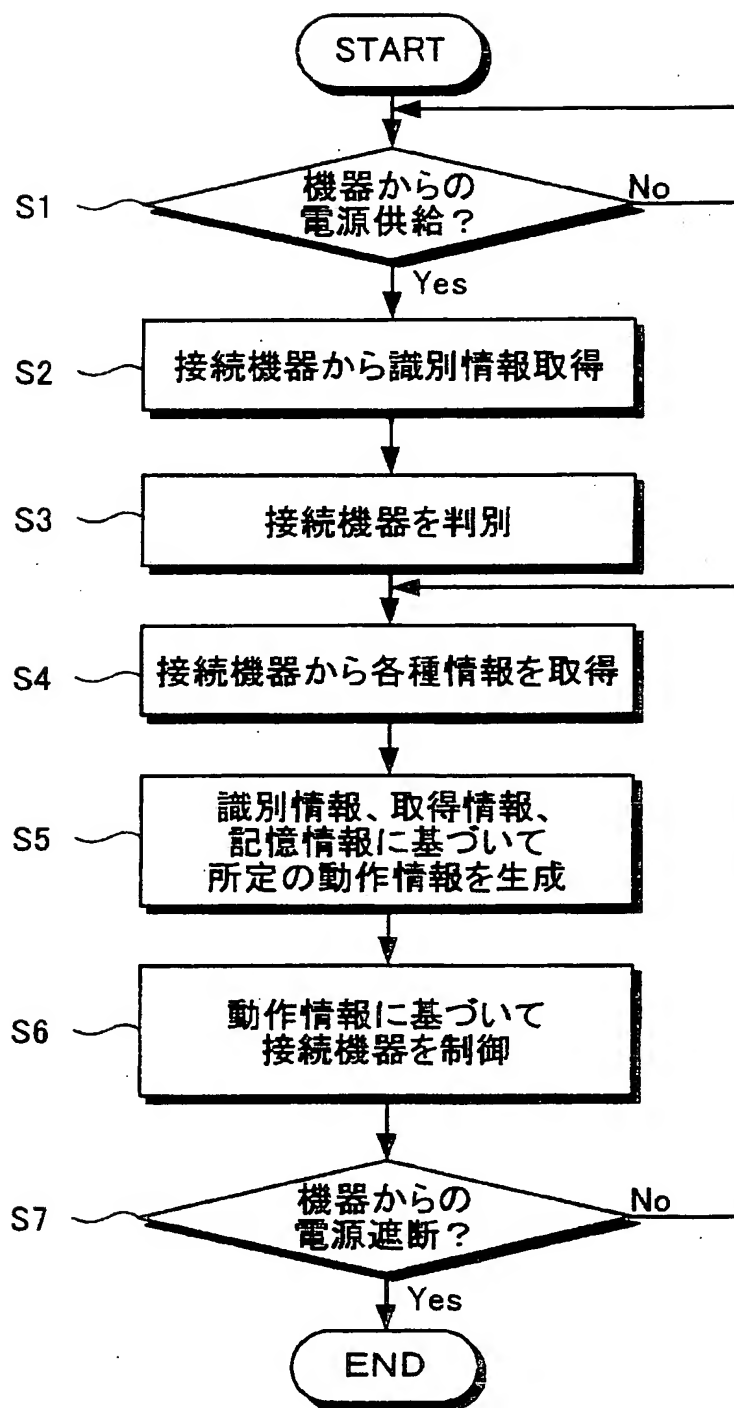 START
S1
機器からの
電源供給？
No
Yes
S2
接続機器から識別情報取得
S3
接続機器を判別
S4
接続機器から各種情報を取得
S5
識別情報、取得情報、
記憶情報に基づいて
所定の動作情報を生成
S6
動作情報に基づいて
接続機器を制御
S7
機器からの
電源遮断？
No
Yes
END